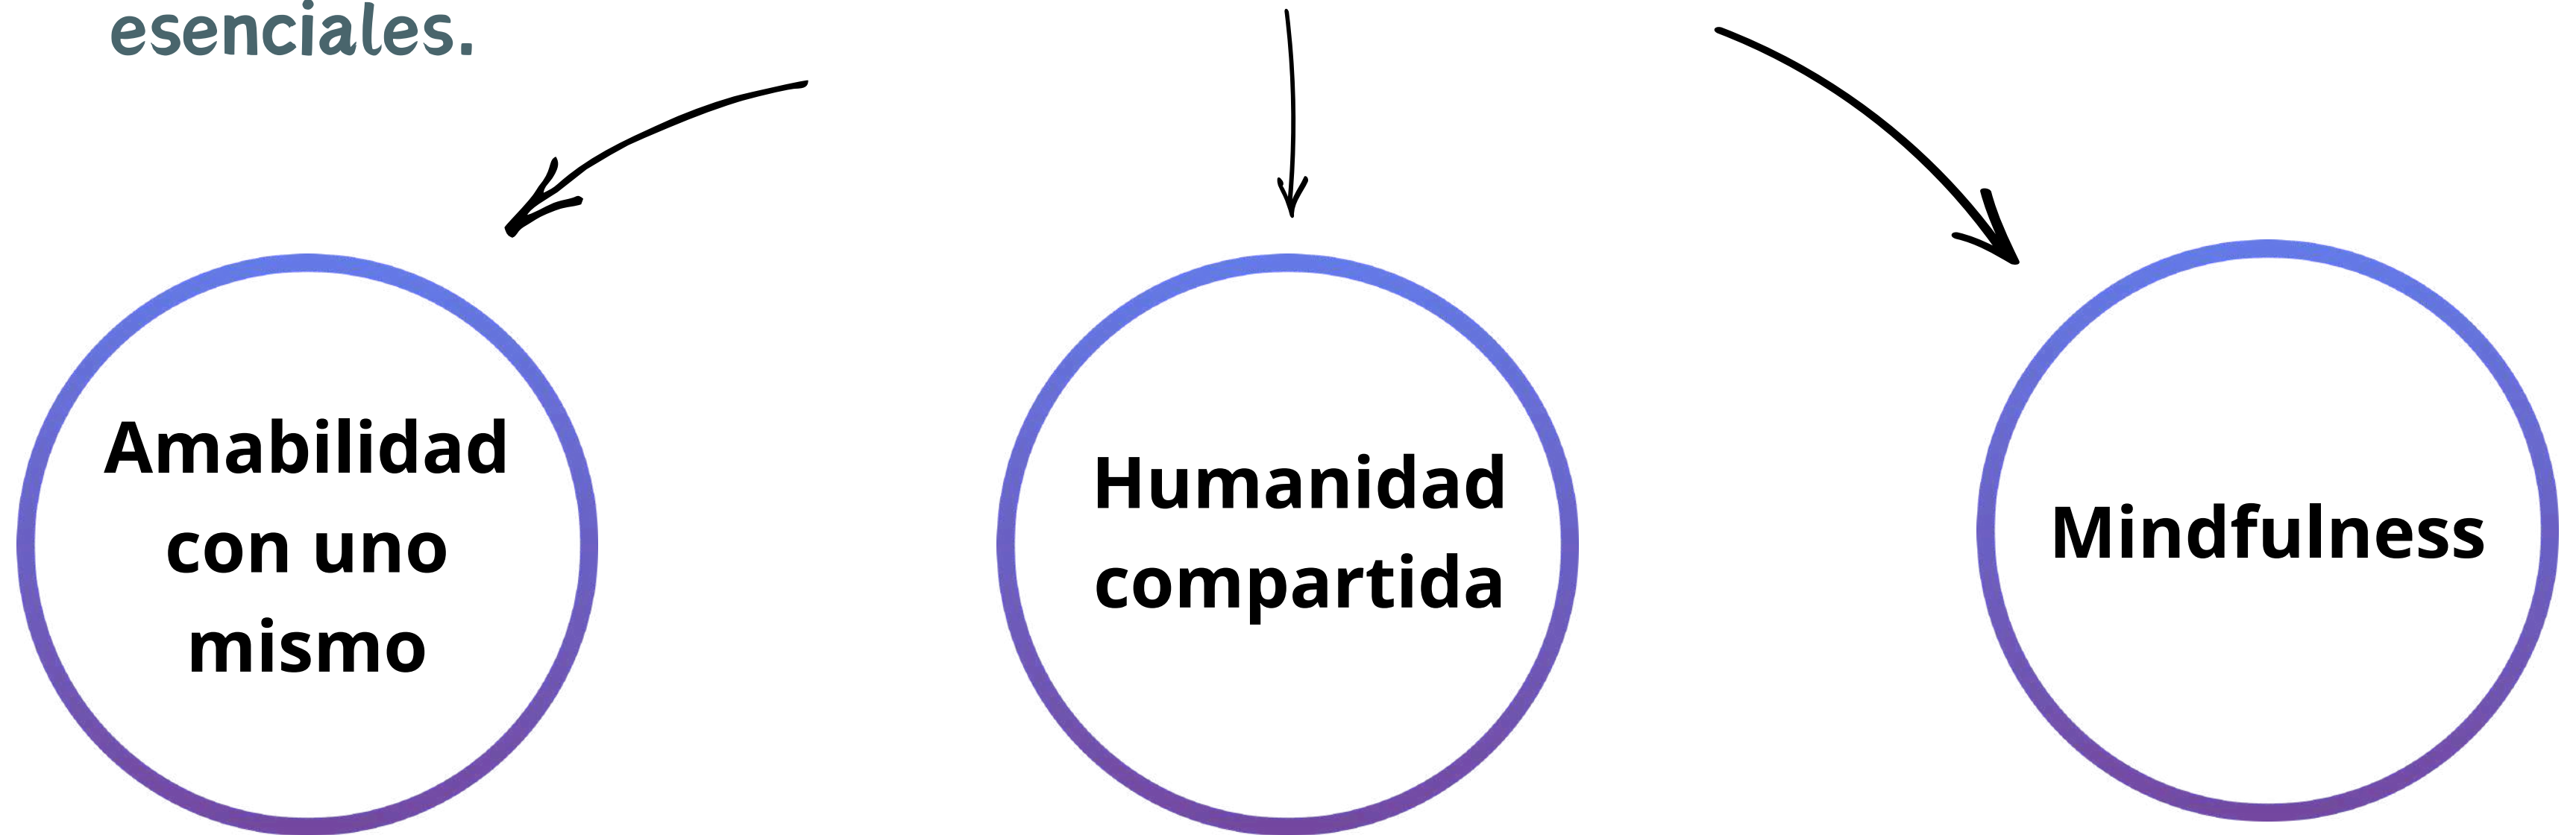 esenciales.
Amabilidad
con uno
mismo
Humanidad
compartida
Mindfulness